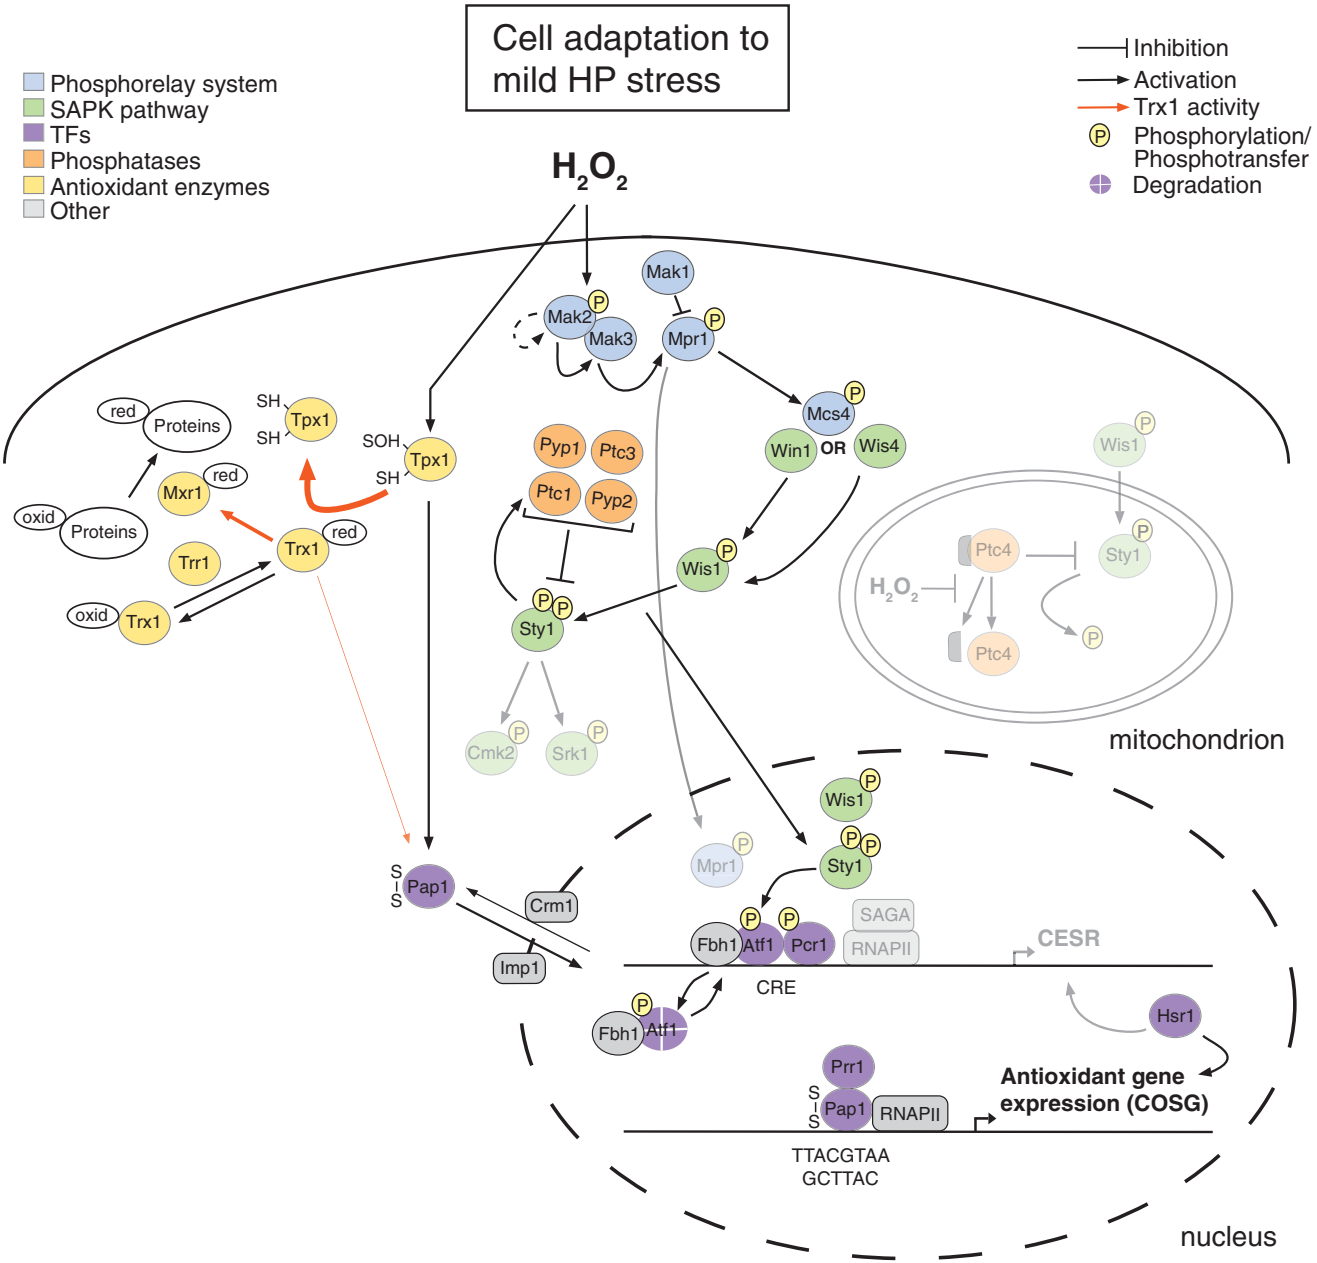 Cell adaptation to
mild HP stress
Phosphorelay system
SAPK pathway
TFs
Phosphatases
Antioxidant enzymes
Other
Inhibition
Activation
Trx1 activity
P Phosphorylation/
Phosphotransfer
Degradation
H2O2
Mak1
P
Mak2
Mak3
P
Mpr1
P
Mcs4
Win1 OR Wis4
red
Proteins
SH
SH
Tpx1
SOH
SH
Tpx1
Pyp1
Ptc3
Ptc1
Pyp2
Mxr1
red
oxid
Proteins
Trx1
red
Trr1
oxid
Trx1
P
Wis1
P
P
Sty1
P
Cmk2
P
Srk1
P
Wis1
Ptc4
P
Sty1
H2O2
Ptc4
P
mitochondrion
S
S
Pap1
Crm1
Imp1
P
Wis1
P
Mpr1
P
P
Sty1
P
P
Fbh1
Atf1
Pcr1
SAGA
RNAPII
CESR
CRE
P
Fbh1
Atf1
Hsr1
Prr1
S
S
Pap1
RNAPII
Antioxidant gene
expression (COSG)
TTACGTAA
GCTTAC
nucleus